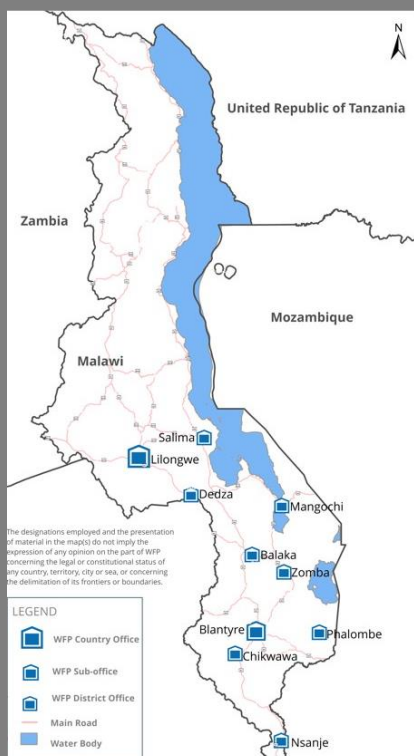 N
United Republic of Tanzania
Zambia
Mozambique
Malawi
Salima
Lilongwe
Dedza
Mangochi
Balaka
Zomba
Blantyre
Phalombe
Chikwawa
Nsanje
The designations employed and the presentation
of material in the map(s) do not imply the
expression of any opinion on the part of WFP
concerning the legal or constitutional status of
any country, territory, city or sea, or concerning
the delimitation of its frontiers or boundaries.
LEGEND
WFP Country Office
WFP Sub-office
WFP District Office
Main Road
Water Body